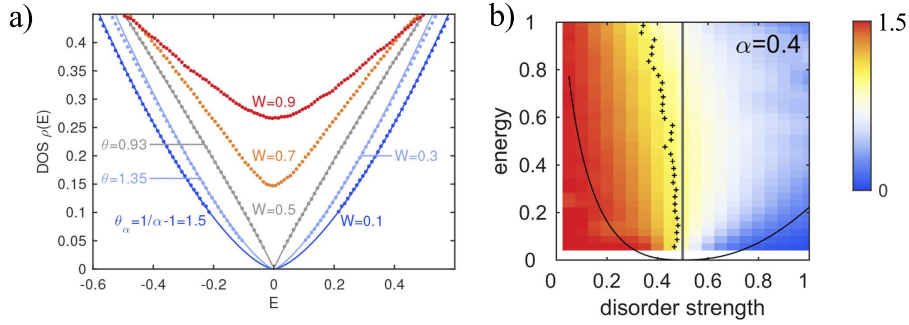 a)
DOS ρ(E)
0.45
0.4
0.35
0.3
0.25
0.2
0.15
0.1
0.05
0
-0.6
-0.4
-0.2
0
0.2
0.4
E
W=0.9
W=0.7
W=0.5
W=0.3
W=0.1
θ=0.93
θ=1.35
θα=1/α-1=1.5
b)
α=0.4
energy
1
0.8
0.6
0.4
0.2
0
0
0.2
0.4
0.6
0.8
1
disorder strength
1.5
0